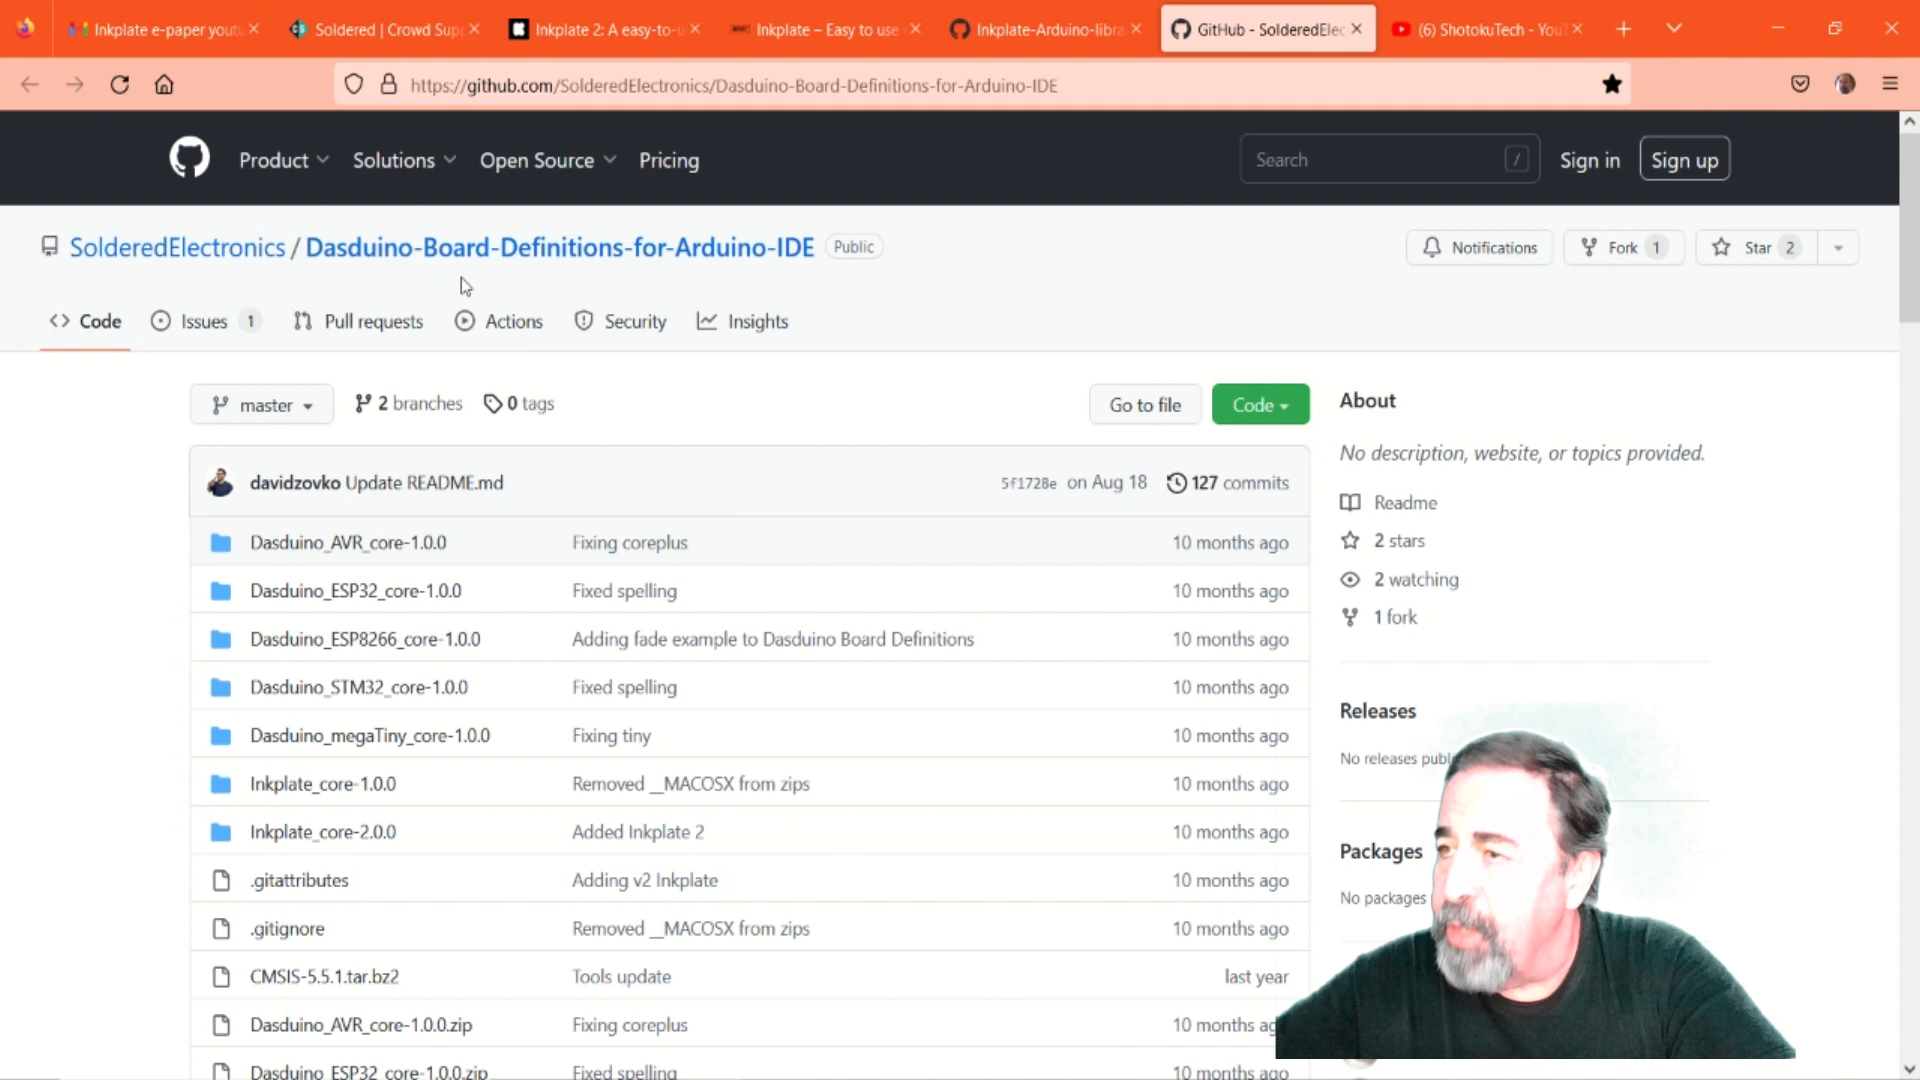 Inkplate e-paper youtu
Soldered | Crowd Sup
Inkplate 2: A easy-to-u
Inkplate – Easy to use
Inkplate-Arduino-libra
GitHub - SolderedElec
(6) ShotokuTech - YouT
https://github.com/SolderedElectronics/Dasduino-Board-Definitions-for-Arduino-IDE
Product Solutions Open Source Pricing
Search /
Sign in Sign up
SolderedElectronics / Dasduino-Board-Definitions-for-Arduino-IDE Public
Notifications Fork 1 Star 2
Code Issues 1 Pull requests Actions Security Insights
master 2 branches 0 tags Go to file Code
davidzovko Update README.md 5f1728e on Aug 18 127 commits
Dasduino_AVR_core-1.0.0 Fixing coreplus 10 months ago
Dasduino_ESP32_core-1.0.0 Fixed spelling 10 months ago
Dasduino_ESP8266_core-1.0.0 Adding fade example to Dasduino Board Definitions 10 months ago
Dasduino_STM32_core-1.0.0 Fixed spelling 10 months ago
Dasduino_megaTiny_core-1.0.0 Fixing tiny 10 months ago
Inkplate_core-1.0.0 Removed __MACOSX from zips 10 months ago
Inkplate_core-2.0.0 Added Inkplate 2 10 months ago
.gitattributes Adding v2 Inkplate 10 months ago
.gitignore Removed __MACOSX from zips 10 months ago
CMSIS-5.5.1.tar.bz2 Tools update last year
Dasduino_AVR_core-1.0.0.zip Fixing coreplus 10 months ag
Dasduino_ESP32_core-1.0.0.zip Fixed spelling 10 months ago
About
No description, website, or topics provided.
Readme
2 stars
2 watching
1 fork
Releases
No releases publ
Packages
No packages